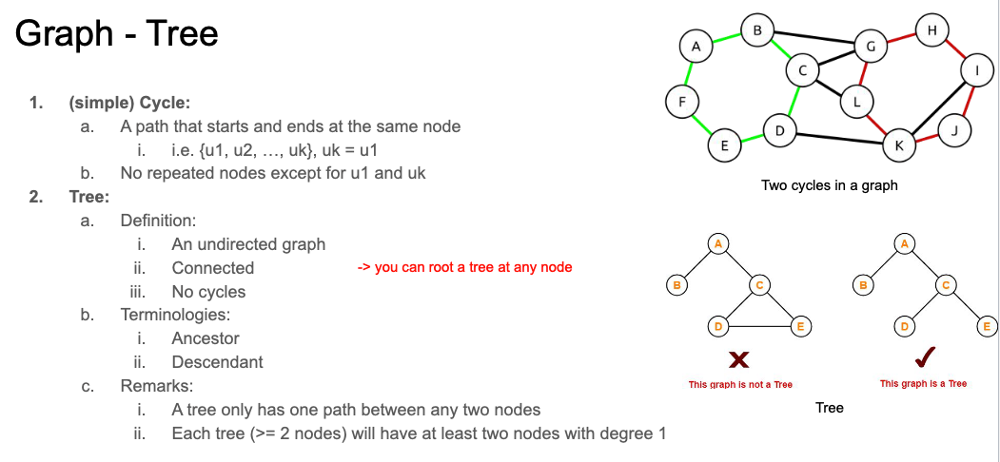 Graph - Tree
1. (simple) Cycle:
a. A path that starts and ends at the same node
i. i.e. {u1, u2, …, uk}, uk = u1
b. No repeated nodes except for u1 and uk
2. Tree:
a. Definition:
i. An undirected graph
ii. Connected
-> you can root a tree at any node
iii. No cycles
b. Terminologies:
i. Ancestor
ii. Descendant
c. Remarks:
i. A tree only has one path between any two nodes
ii. Each tree (>= 2 nodes) will have at least two nodes with degree 1
A
B
G
H
C
I
F
L
E
D
K
J
Two cycles in a graph
A
B
C
D
E
This graph is not a Tree
A
B
C
D
E
This graph is a Tree
Tree